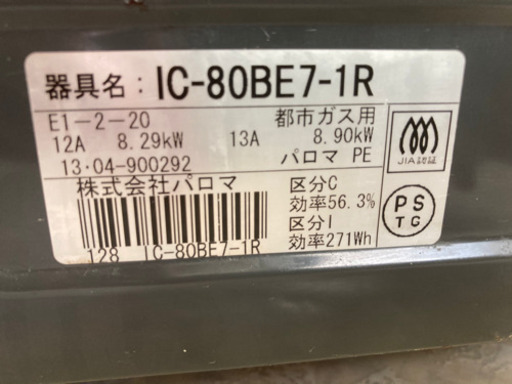 器具名：IC-80BE7-1R
E1-2-20 都市ガス用
12A 8.29kW 13A 8.90kW
13・04-900292 パロマ PE
株式会社パロマ 区分C
効率56.3%
区分I
効率271Wh
128 IC-80BE7-1R
JIA認証
PS
TG